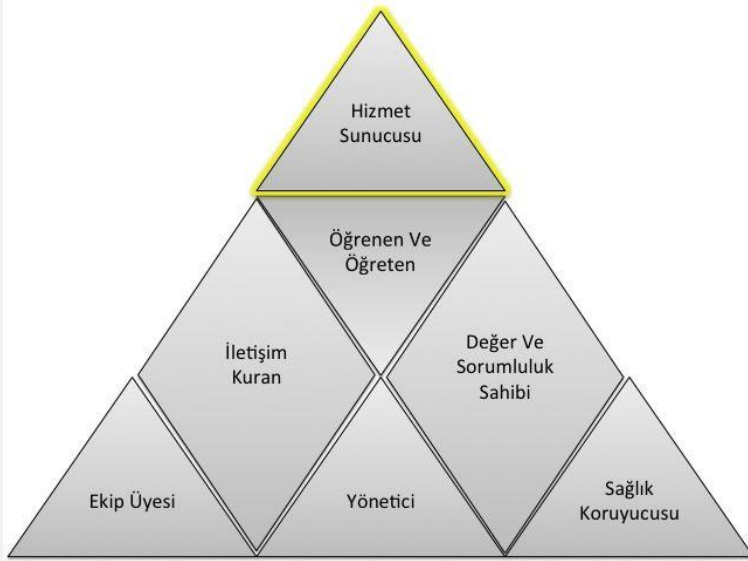 Hizmet
Sunucusu
Öğrenen Ve
Öğreten
İletişim
Kuran
Değer Ve
Sorumluluk
Sahibi
Ekip Üyesi
Yönetici
Sağlık
Koruyucusu